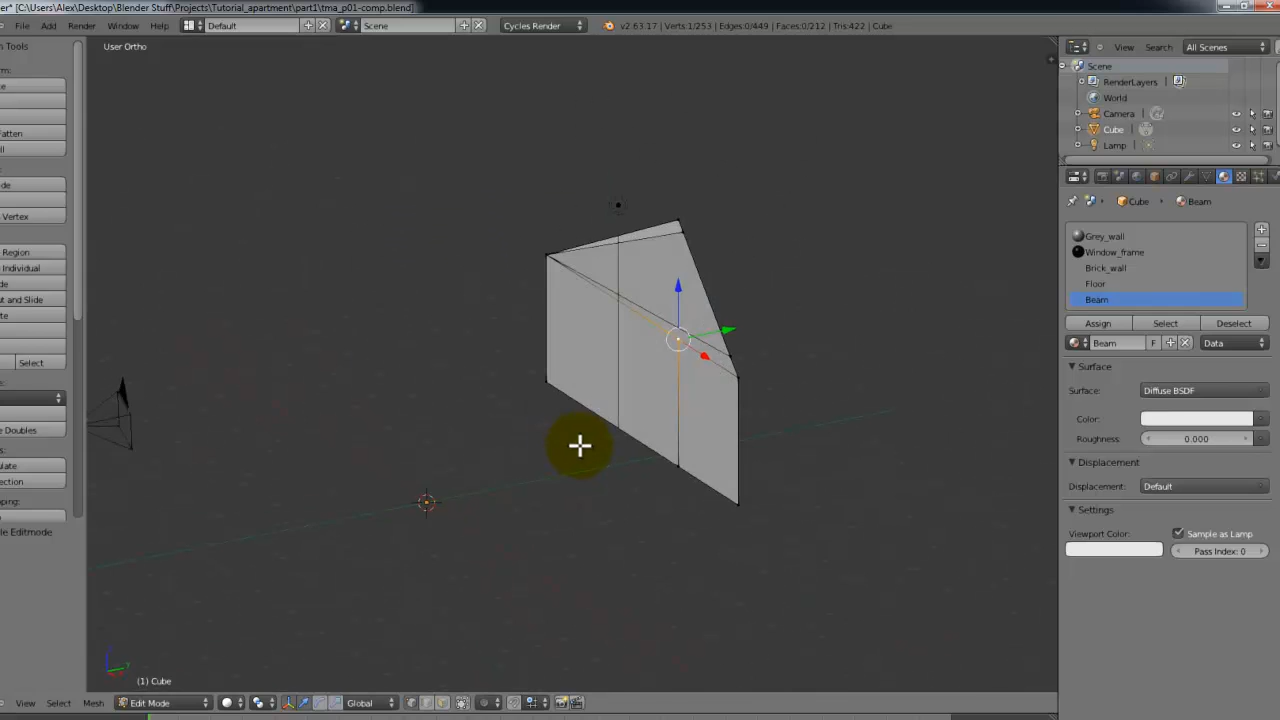 er* [C:\Users\Alex\Desktop\Blender Stuff\Projects\Tutorial_apartment\part1\tma_p01-comp.blend]
File Add Render Window Help Default Scene Cycles Render v2.63.17 | Verts:1/253 | Edges:0/449 | Faces:0/212 | Tris:422 | Cube
n Tools
User Ortho
View Search All Scenes
Scene
RenderLayers
World
Camera
Cube
Lamp
Cube Beam
Grey_wall
Window_frame
Brick_wall
Floor
Beam
Assign Select Deselect
Beam F Data
Surface
Surface: Diffuse BSDF
Color:
Roughness: 0.000
Displacement
Displacement: Default
Settings
Viewport Color: Sample as Lamp
Pass Index: 0
Fatten
Vertex
Region
Individual
ut and Slide
Select
Doubles
le Editmode
(1) Cube
View Select Mesh Edit Mode Global